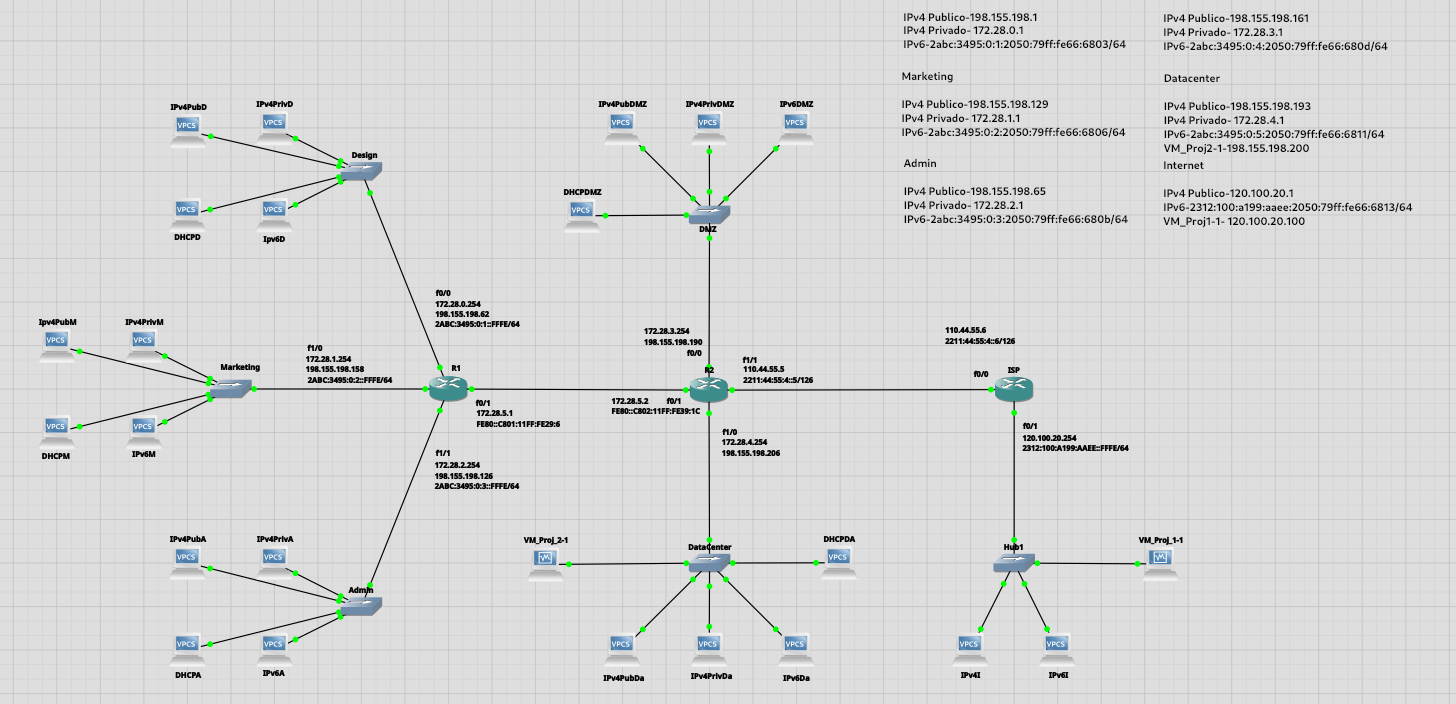 IPv4 Publico-198.155.198.1
IPv4 Privado- 172.28.0.1
IPv6-2abc:3495:0:1:2050:79ff:fe66:6803/64
IPv4 Publico-198.155.198.161
IPv4 Privado- 172.28.3.1
IPv6-2abc:3495:0:4:2050:79ff:fe66:680d/64
Marketing
IPv4 Publico-198.155.198.129
IPv4 Privado- 172.28.1.1
IPv6-2abc:3495:0:2:2050:79ff:fe66:6806/64
Datacenter
IPv4 Publico-198.155.198.193
IPv4 Privado- 172.28.4.1
IPv6-2abc:3495:0:5:2050:79ff:fe66:6811/64
VM_Proj2-1-198.155.198.200
Admin
IPv4 Publico-198.155.198.65
IPv4 Privado- 172.28.2.1
IPv6-2abc:3495:0:3:2050:79ff:fe66:680b/64
Internet
IPv4 Publico-120.100.20.1
IPv6-2312:100:a199:aaee:2050:79ff:fe66:6813/64
VM_Proj1-1- 120.100.20.100
IPv4PubD
VPCS
IPv4PrivD
VPCS
Design
VPCS
DHCPD
VPCS
Ipv6D
IPv4PubDMZ
VPCS
IPv4PrivDMZ
VPCS
IPv6DMZ
VPCS
DHCPDMZ
VPCS
DMZ
f0/0
172.28.0.254
198.155.198.62
2ABC:3495:0:1::FFFE/64
Ipv4PubM
VPCS
IPv4PrivM
VPCS
Marketing
VPCS
DHCPM
VPCS
IPv6M
f1/0
172.28.1.254
198.155.198.158
2ABC:3495:0:2::FFFE/64
R1
f0/1
172.28.5.1
FE80::C801:11FF:FE29:6
f1/1
172.28.2.254
198.155.198.126
2ABC:3495:0:3::FFFE/64
172.28.3.254
198.155.198.190
f0/0
R2
f1/1
110.44.55.5
2211:44:55:4::5/126
172.28.5.2
f0/1
FE80::C802:11FF:FE39:1C
f1/0
172.28.4.254
198.155.198.206
110.44.55.6
2211:44:55:4::6/126
f0/0
ISP
f0/1
120.100.20.254
2312:100:A199:AAEE::FFFE/64
IPv4PubA
VPCS
IPv4PrivA
VPCS
Admin
VPCS
DHCPA
VPCS
IPv6A
VM_Proj_2-1
DataCenter
DHCPDA
VPCS
VPCS
IPv4PubDa
VPCS
IPv4PrivDa
VPCS
IPv6Da
Hub1
VM_Proj_1-1
VPCS
IPv4I
VPCS
IPv6I